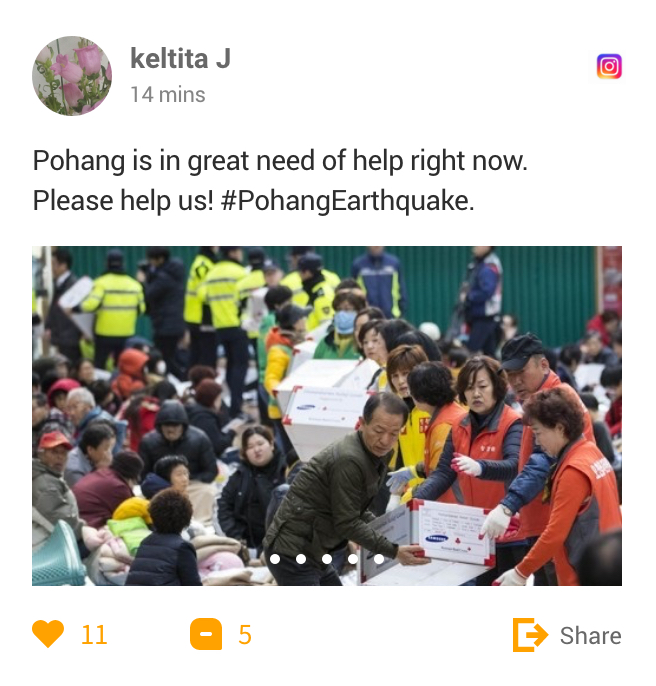 keltita J
14 mins
Pohang is in great need of help right now.
Please help us! #PohangEarthquake.
SAMSUNG
11
5
Share